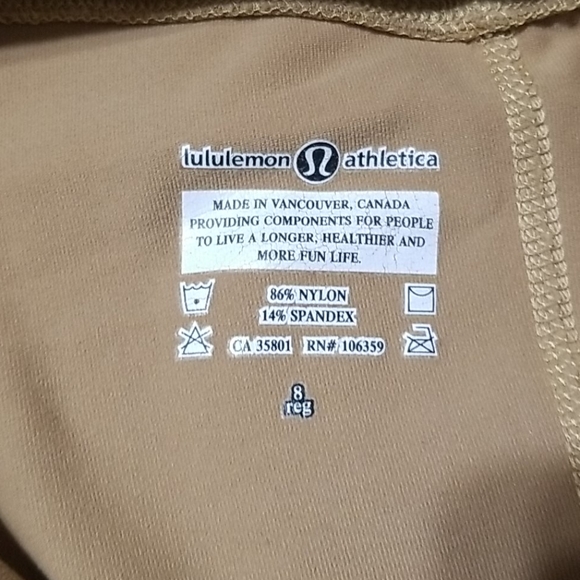 lululemon athletica
MADE IN VANCOUVER, CANADA
PROVIDING COMPONENTS FOR PEOPLE
TO LIVE A LONGER, HEALTHIER AND
MORE FUN LIFE.
86% NYLON
14% SPANDEX
CA 35801 RN# 106359
8
reg